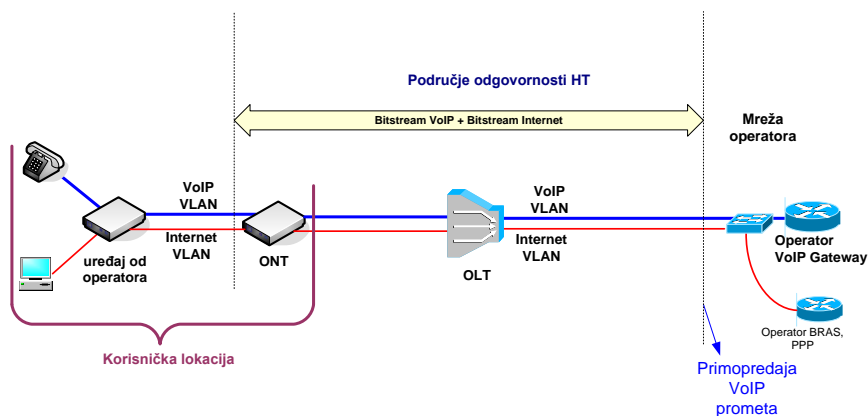 Područje odgovornosti HT
Bitstream VoIP + Bitstream Internet
Mreža
operatora
VoIP
VLAN
Internet
VLAN
uređaj od
operatora
ONT
OLT
VoIP
VLAN
Internet
VLAN
Operator
VoIP Gateway
Operator BRAS,
PPP
Korisnička lokacija
Primopredaja
VoIP
prometa